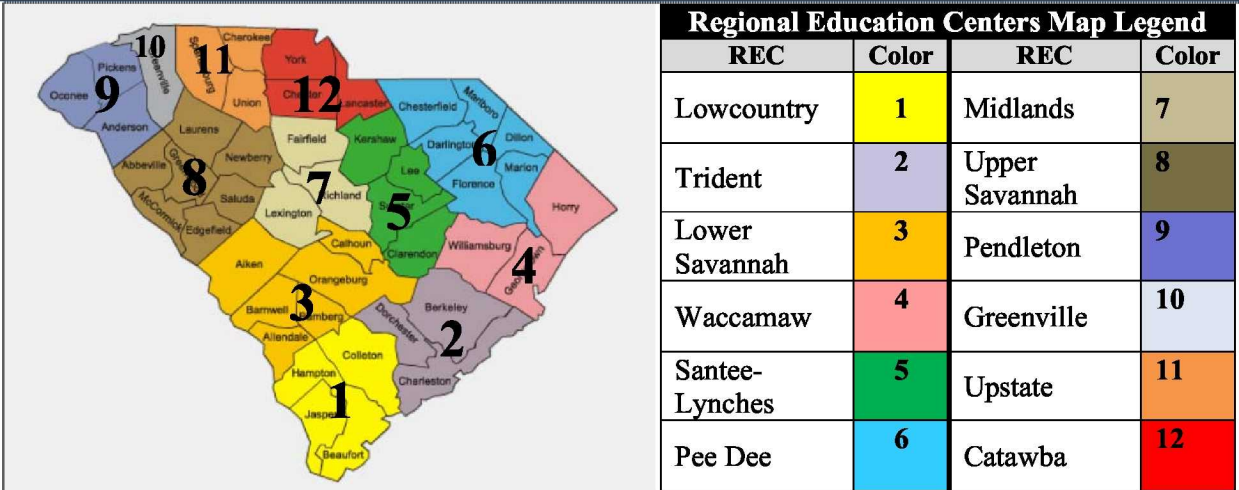 Cherokee
10
11
Spartanburg
Greenville
York
Pickens
Oconee
9
Union
Chester
12
Lancaster
Chesterfield
Marlboro
Anderson
Laurens
Fairfield
Kershaw
Darlington
6
Dillon
Abbeville
Newberry
Lee
Marion
8
7
Richland
Florence
McCormick
Saluda
Lexington
5
Horry
Edgefield
Calhoun
Clarendon
Williamsburg
4
Georgetown
Aiken
Orangeburg
Barnwell
3
Bamberg
Berkeley
Dorchester
2
Allendale
Colleton
Hampton
Charleston
Jasper
1
Beaufort
Regional Education Centers Map Legend
REC Color REC Color
Lowcountry 1 Midlands 7
Trident 2 Upper Savannah 8
Lower Savannah 3 Pendleton 9
Waccamaw 4 Greenville 10
Santee-Lynches 5 Upstate 11
Pee Dee 6 Catawba 12